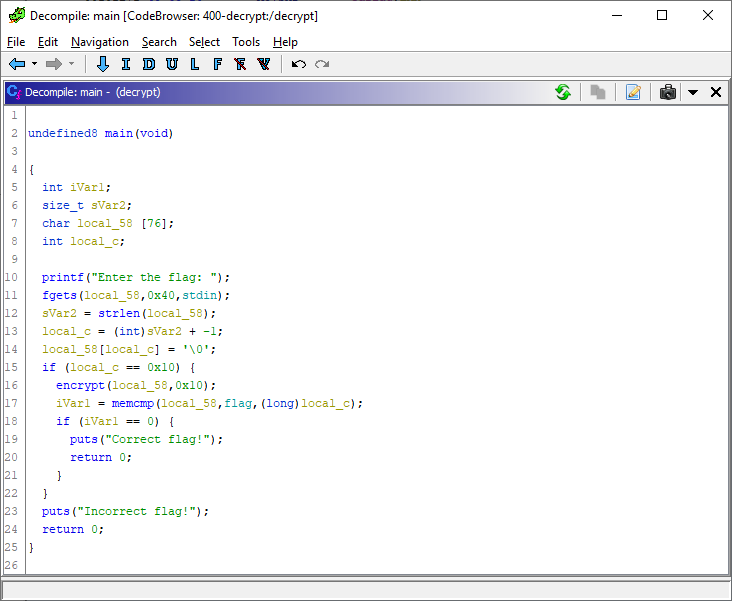 Decompile: main [CodeBrowser: 400-decrypt:/decrypt]
File Edit Navigation Search Select Tools Help
I D U L F F V
Decompile: main - (decrypt)
1
2 undefined8 main(void)
3
4 {
5 int iVar1;
6 size_t sVar2;
7 char local_58 [76];
8 int local_c;
9
10 printf("Enter the flag: ");
11 fgets(local_58,0x40,stdin);
12 sVar2 = strlen(local_58);
13 local_c = (int)sVar2 + -1;
14 local_58[local_c] = '\0';
15 if (local_c == 0x10) {
16 encrypt(local_58,0x10);
17 iVar1 = memcmp(local_58,flag,(long)local_c);
18 if (iVar1 == 0) {
19 puts("Correct flag!");
20 return 0;
21 }
22 }
23 puts("Incorrect flag!");
24 return 0;
25 }
26